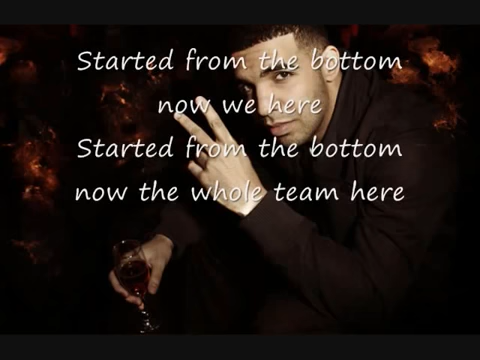 Started from the bottom
now we here
Started from the bottom
now the whole team here